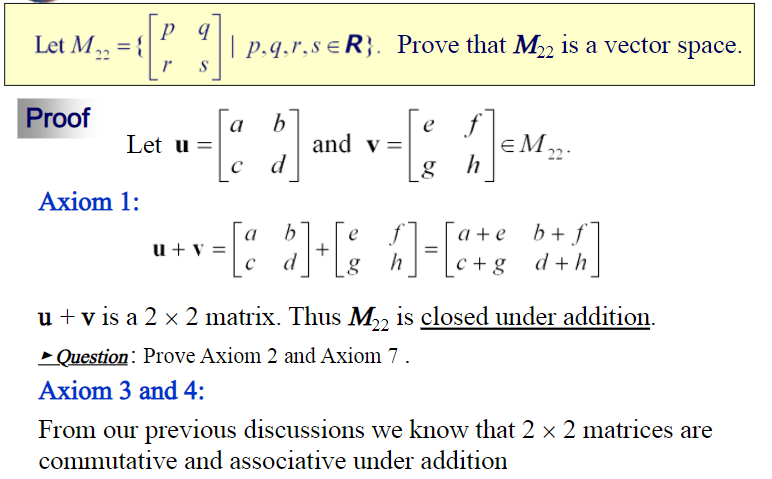 Let M₂₂ = { [ p q ; r s ] | p,q,r,s ∈ R}. Prove that M₂₂ is a vector space.
Proof
Let u = [ a b ; c d ] and v = [ e f ; g h ] ∈ M₂₂.
Axiom 1:
u + v = [ a b ; c d ] + [ e f ; g h ] = [ a + e b + f ; c + g d + h ]
u + v is a 2 × 2 matrix. Thus M₂₂ is closed under addition.
► Question: Prove Axiom 2 and Axiom 7 .
Axiom 3 and 4:
From our previous discussions we know that 2 × 2 matrices are
commutative and associative under addition